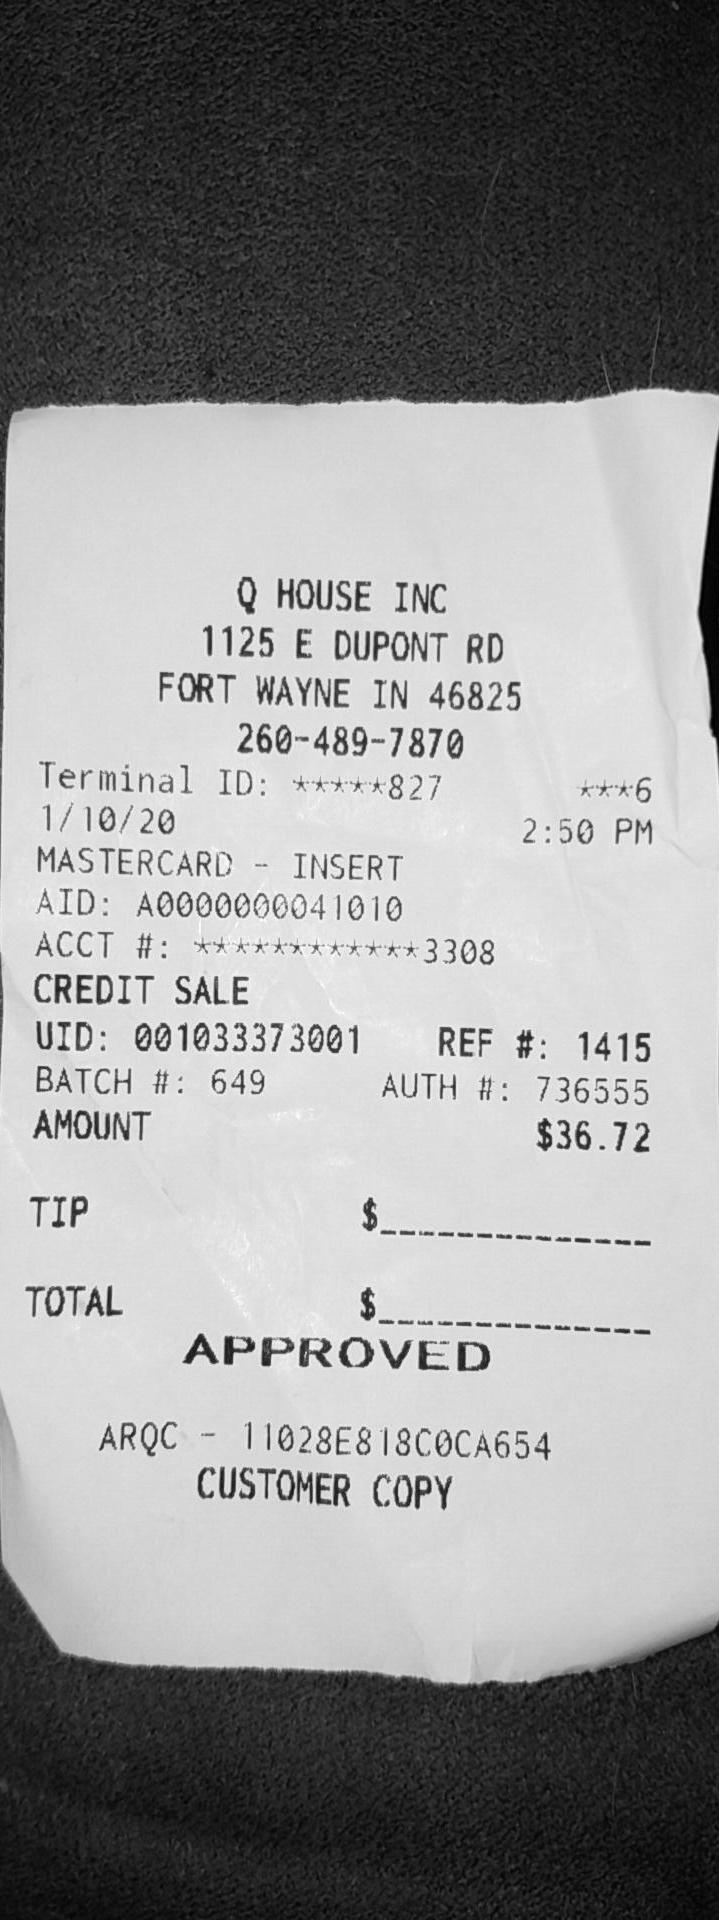 Q HOUSE INC
1125 E DUPONT RD
FORT WAYNE IN 46825
260-489-7870
Terminal ID: *****827 ***6
1/10/20 2:50 PM
MASTERCARD - INSERT
AID: A0000000041010
ACCT #: ************3308
CREDIT SALE
UID: 001033373001 REF #: 1415
BATCH #: 649 AUTH #: 736555
AMOUNT $36.72
TIP $______________
TOTAL $______________
APPROVED
ARQC - 11028E818C0CA654
CUSTOMER COPY